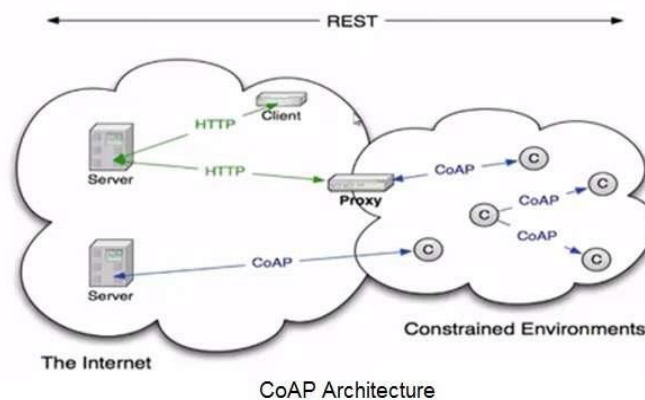 REST
Client
HTTP
Server
HTTP
Proxy
CoAP
C
C
C
CoAP
CoAP
C
C
CoAP
Server
Constrained Environments
The Internet
CoAP Architecture